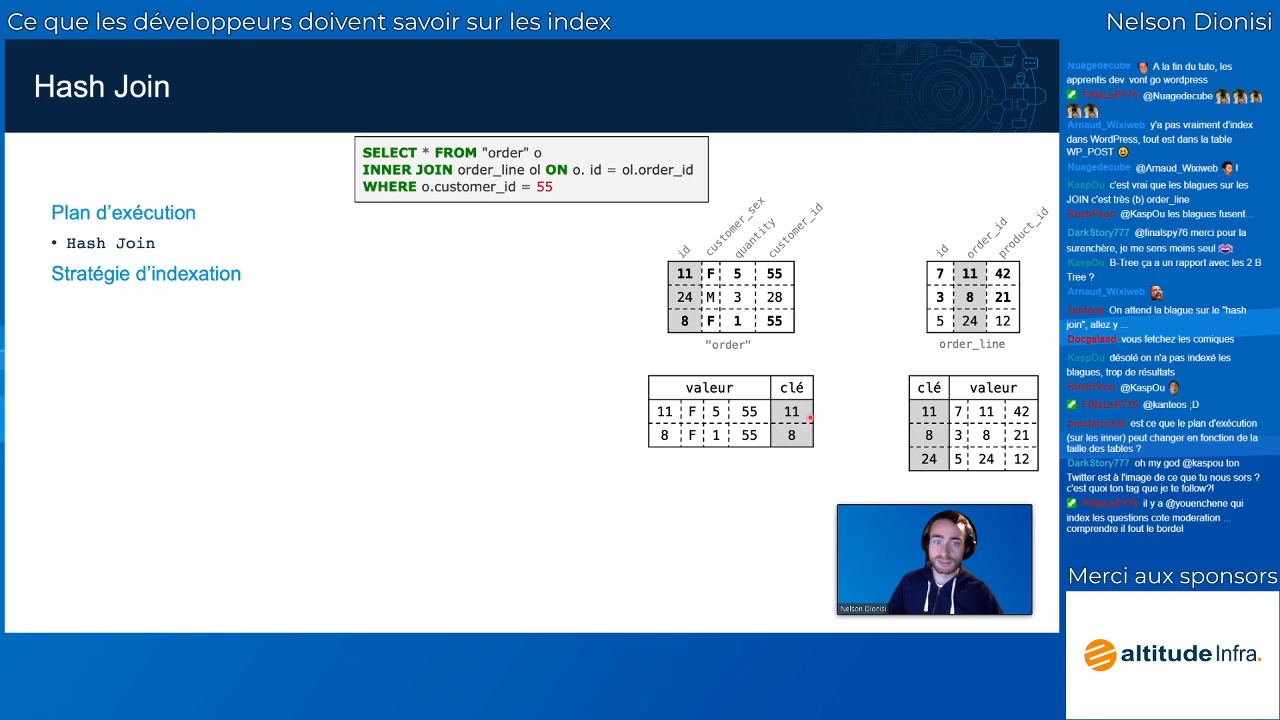 Ce que les développeurs doivent savoir sur les index
Nelson Dionisi
Hash Join
SELECT * FROM "order" o
INNER JOIN order_line ol ON o. id = ol.order_id
WHERE o.customer_id = 55
Plan d'exécution
• Hash Join
Stratégie d'indexation
id customer_sex quantity customer_id
11 F 5 55
24 M 3 28
8 F 1 55
"order"
id order_id product_id
7 11 42
3 8 21
5 24 12
order_line
valeur clé
11 F 5 55 11
8 F 1 55 8
clé valeur
11 7 11 42
8 3 8 21
24 5 24 12
Nelson Dionisi
Nuagedecube A la fin du tuto, les
apprentis dev. vont go wordpress
FiNaLsPY76 @Nuagedecube
Arnaud_Wixiweb y'a pas vraiment d'index
dans WordPress, tout est dans la table
WP_POST
Nuagedecube @Arnaud_Wixiweb !
KaspOu c'est vrai que les blagues sur les
JOIN c'est très (b) order_line
RushPeon @KaspOu les blagues fusent...
DarkStory777 @finalspy76 merci pour la
surenchère, je me sens moins seul
KaspOu B-Tree ça a un rapport avec les 2 B
Tree ?
Arnaud_Wixiweb
kanteos On attend la blague sur le "hash
join", allez y ...
Docgalaad vous fetchez les comiques
KaspOu désolé on n'a pas indexé les
blagues, trop de résultats
RushPeon @KaspOu
FiNaLsPY76 @kanteos ;D
est ce que le plan d'exécution
(sur les inner) peut changer en fonction de la
taille des tables ?
DarkStory777 oh my god @kaspou ton
Twitter est à l'image de ce que tu nous sors ?
c'est quoi ton tag que je te follow?!
FiNaLsPY76 il y a @youenchene qui
index les questions cote moderation ...
comprendre il fout le bordel
Merci aux sponsors
altitude Infra.